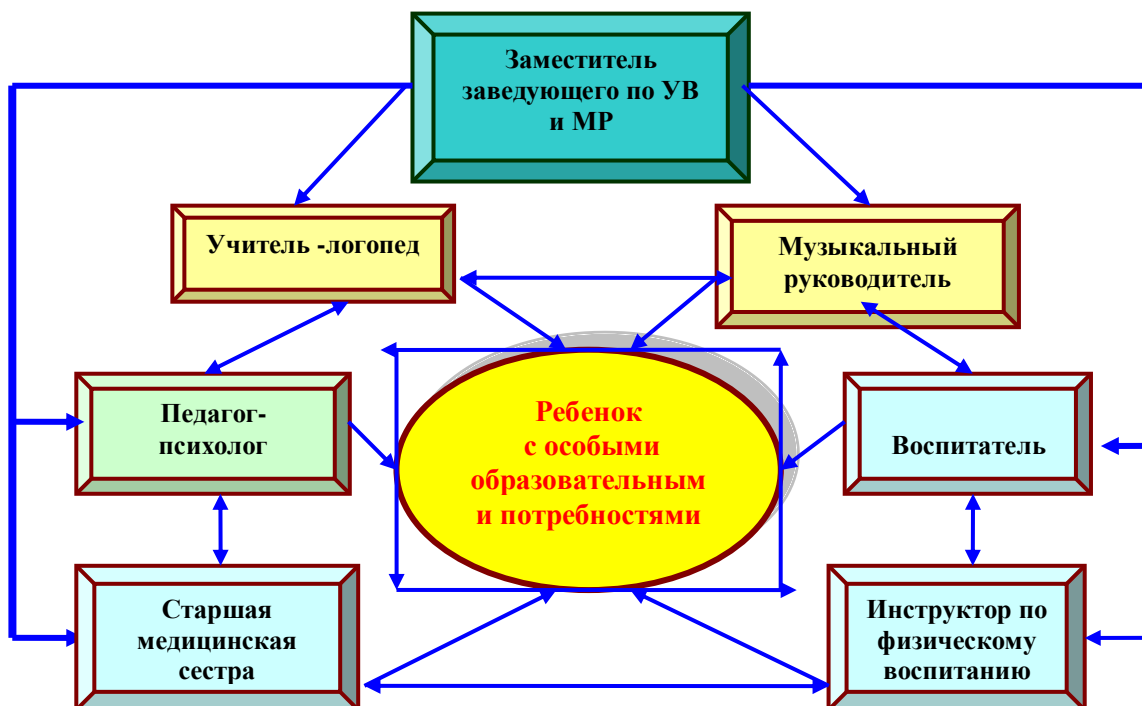 Заместитель
заведующего по УВ
и МР
Учитель -логопед
Музыкальный
руководитель
Педагог-
психолог
Ребенок
с особыми
образовательным
и потребностями
Воспитатель
Старшая
медицинская
сестра
Инструктор по
физическому
воспитанию